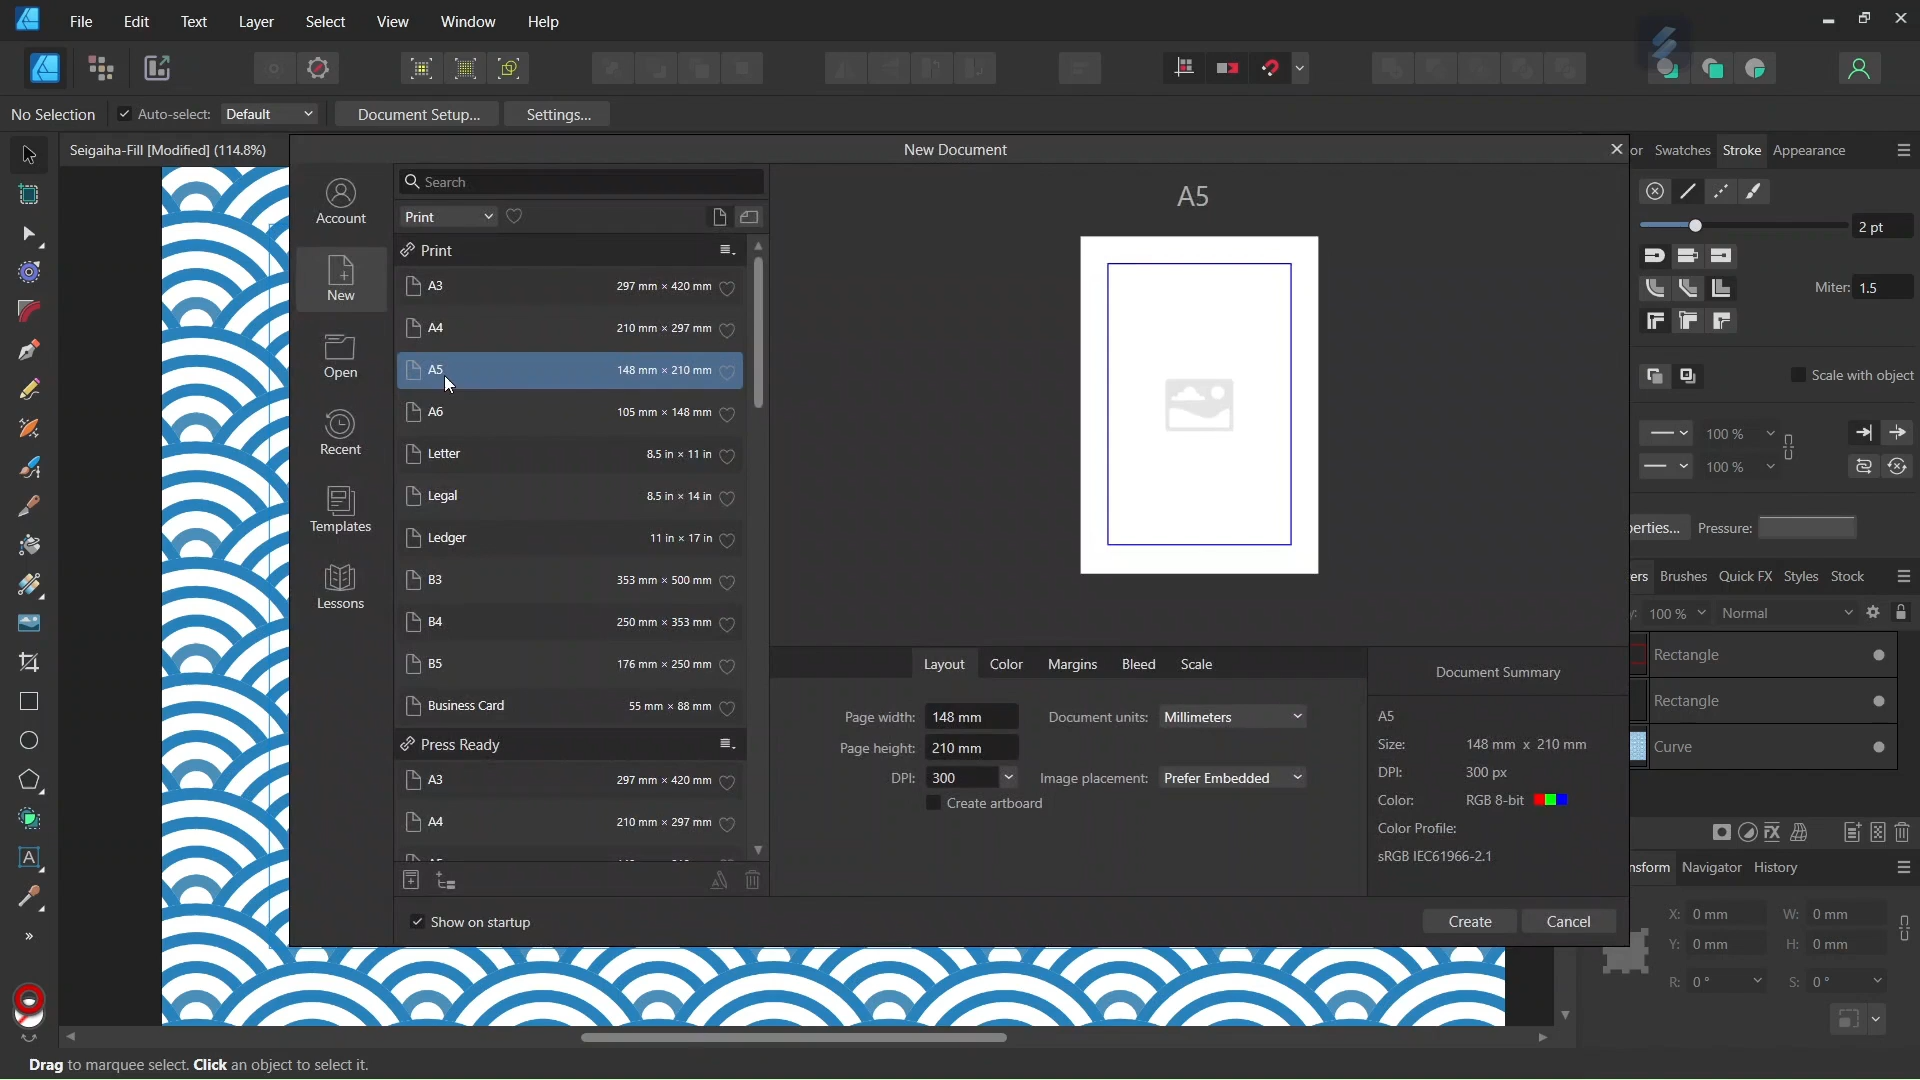 File Edit Text Layer Select View Window Help
No Selection Auto-select: Default Document Setup... Settings...
Seigaiha-Fill [Modified] (114.8%)
New Document
Swatches Stroke Appearance
Account
New
Open
Recent
Templates
Lessons
Search
Print
Print
A3 297 mm × 420 mm
A4 210 mm × 297 mm
A5 148 mm × 210 mm
A6 105 mm × 148 mm
Letter 8.5 in × 11 in
Legal 8.5 in × 14 in
Ledger 11 in × 17 in
B3 353 mm × 500 mm
B4 250 mm × 353 mm
B5 176 mm × 250 mm
Business Card 55 mm × 88 mm
Press Ready
A3 297 mm × 420 mm
A4 210 mm × 297 mm
Show on startup
A5
Layout Color Margins Bleed Scale
Page width: 148 mm Document units: Millimeters
Page height: 210 mm
DPI: 300 Image placement: Prefer Embedded
Create artboard
Document Summary
A5
Size: 148 mm x 210 mm
DPI: 300 px
Color: RGB 8-bit
Color Profile:
sRGB IEC61966-2.1
Create Cancel
2 pt
Miter: 1.5
Scale with object
100 %
100 %
erties... Pressure:
ers Brushes Quick FX Styles Stock
y: 100 % Normal
Rectangle
Rectangle
Curve
nsform Navigator History
X: 0 mm W: 0 mm
Y: 0 mm H: 0 mm
R: 0 ° S: 0 °
Drag to marquee select. Click an object to select it.